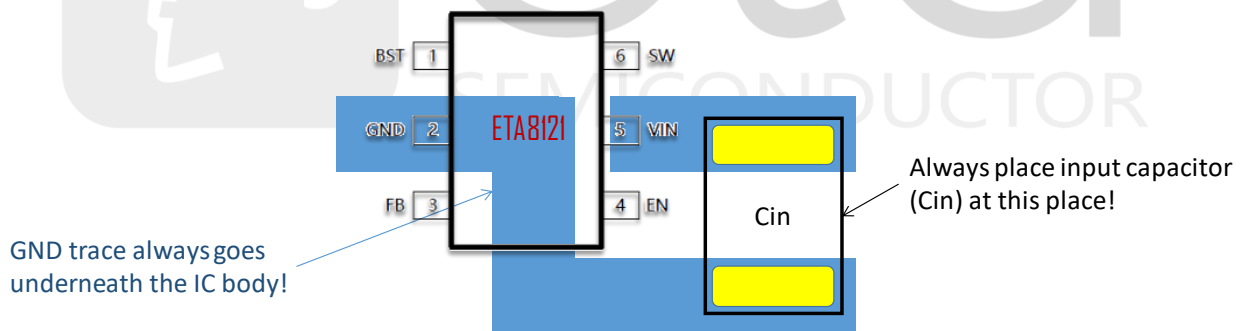 SEMICONDUCTOR
BST 1
6 SW
GND 2
ETA8121
5 VIN
FB 3
4 EN
Cin
Always place input capacitor
(Cin) at this place!
GND trace always goes
underneath the IC body!